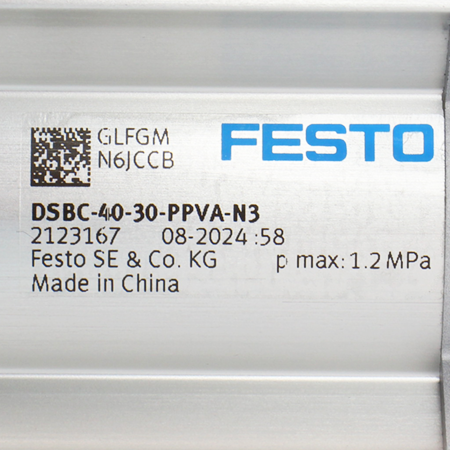 GLFGM
N6JCCB
FESTO
DSBC-40-30-PPVA-N3
2123167 08-2024 :58
Festo SE & Co. KG p max: 1.2 MPa
Made in China